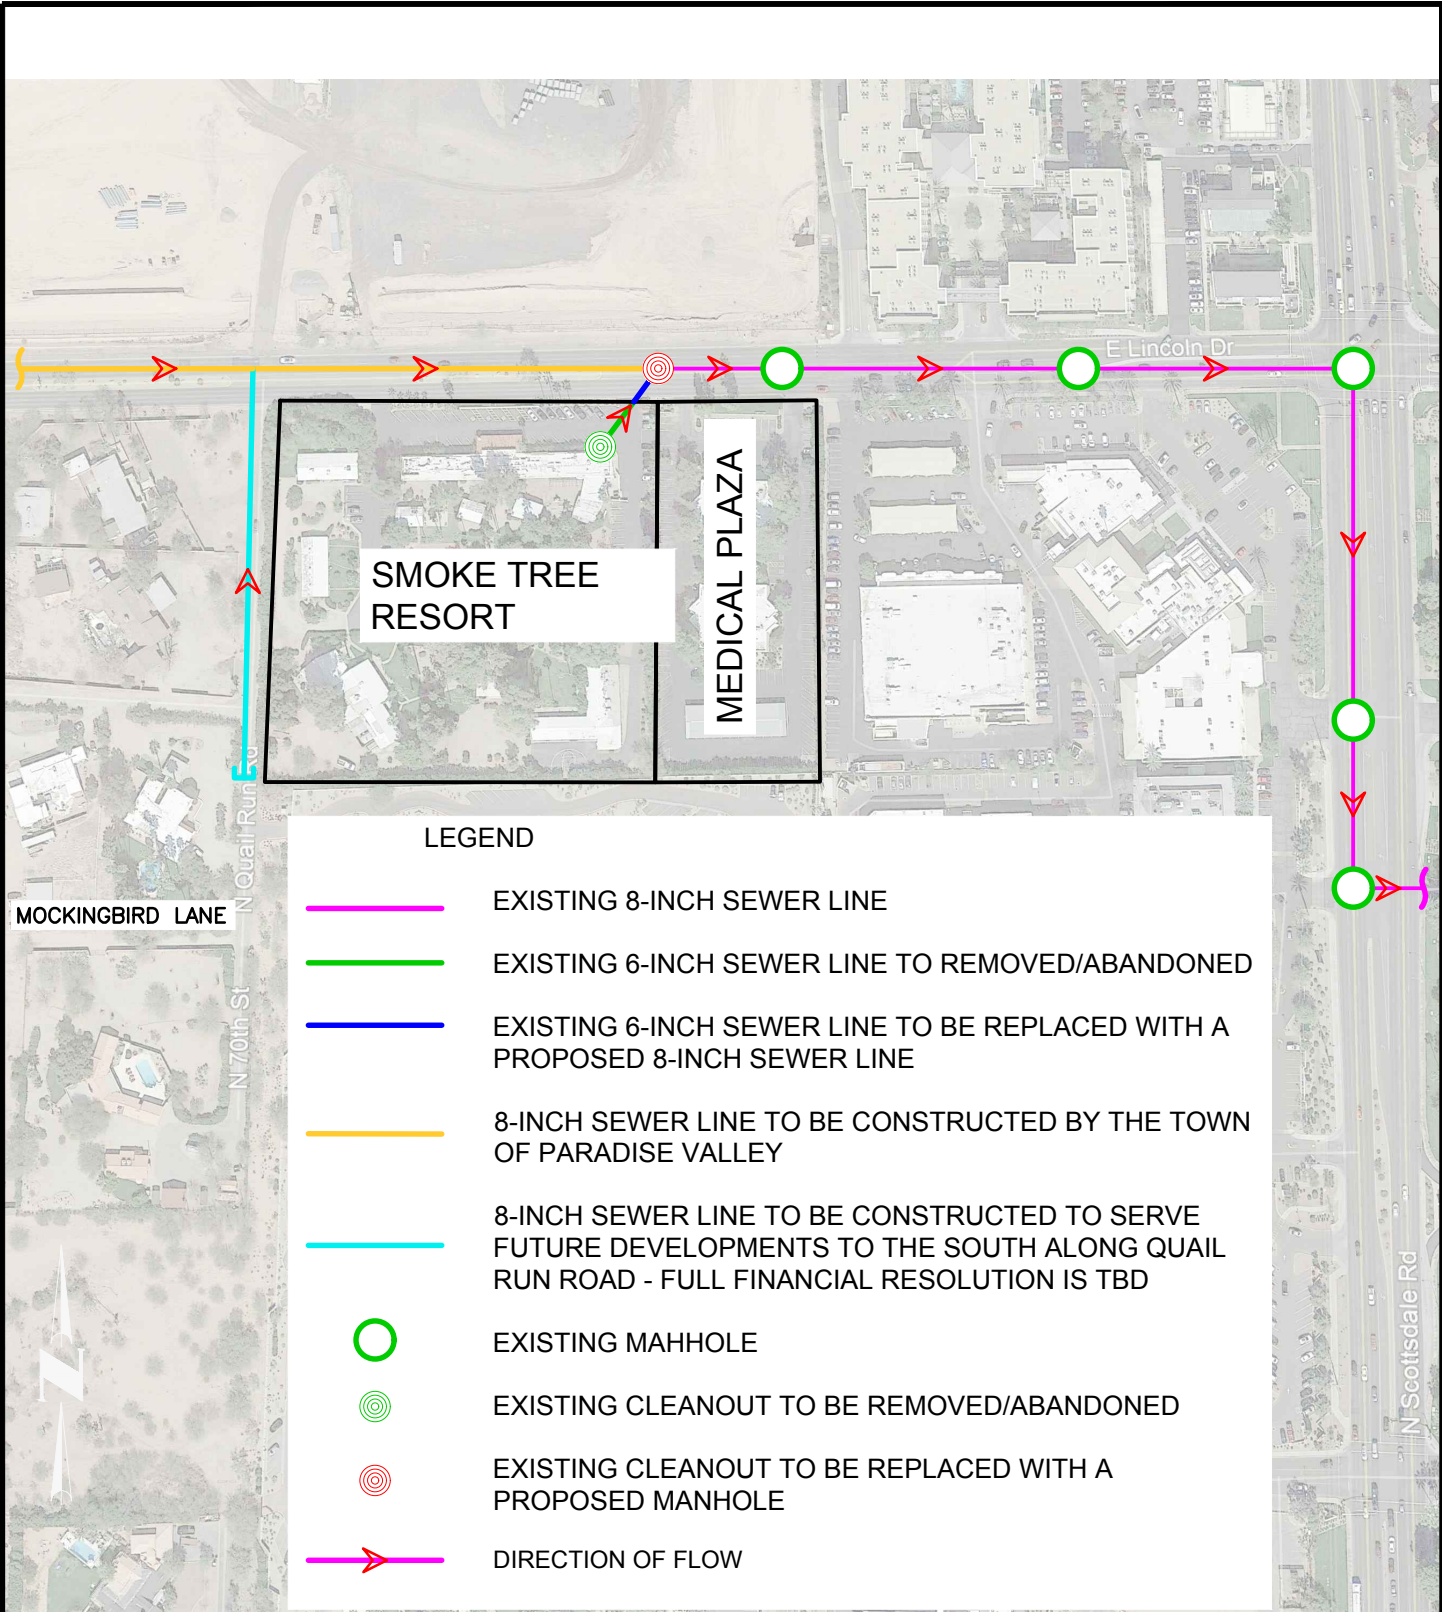 E Lincoln Dr
SMOKE TREE
RESORT
MEDICAL PLAZA
N Quail Run Rd
MOCKINGBIRD LANE
N 70th St
N Scottsdale Rd
N
LEGEND
EXISTING 8-INCH SEWER LINE
EXISTING 6-INCH SEWER LINE TO REMOVED/ABANDONED
EXISTING 6-INCH SEWER LINE TO BE REPLACED WITH A
PROPOSED 8-INCH SEWER LINE
8-INCH SEWER LINE TO BE CONSTRUCTED BY THE TOWN
OF PARADISE VALLEY
8-INCH SEWER LINE TO BE CONSTRUCTED TO SERVE
FUTURE DEVELOPMENTS TO THE SOUTH ALONG QUAIL
RUN ROAD - FULL FINANCIAL RESOLUTION IS TBD
EXISTING MAHHOLE
EXISTING CLEANOUT TO BE REMOVED/ABANDONED
EXISTING CLEANOUT TO BE REPLACED WITH A
PROPOSED MANHOLE
DIRECTION OF FLOW